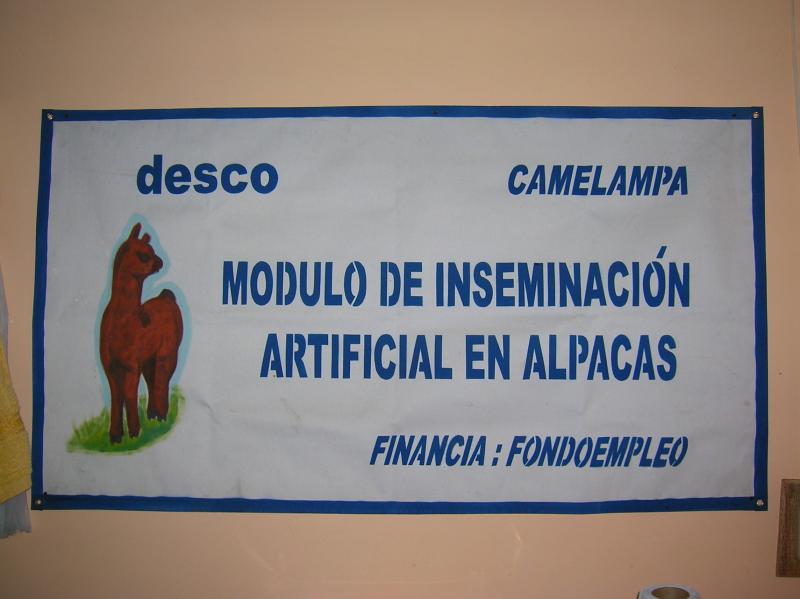 desco
CAMELAMPA
MODULO DE INSEMINACIÓN
ARTIFICIAL EN ALPACAS
FINANCIA : FONDOEMPLEO